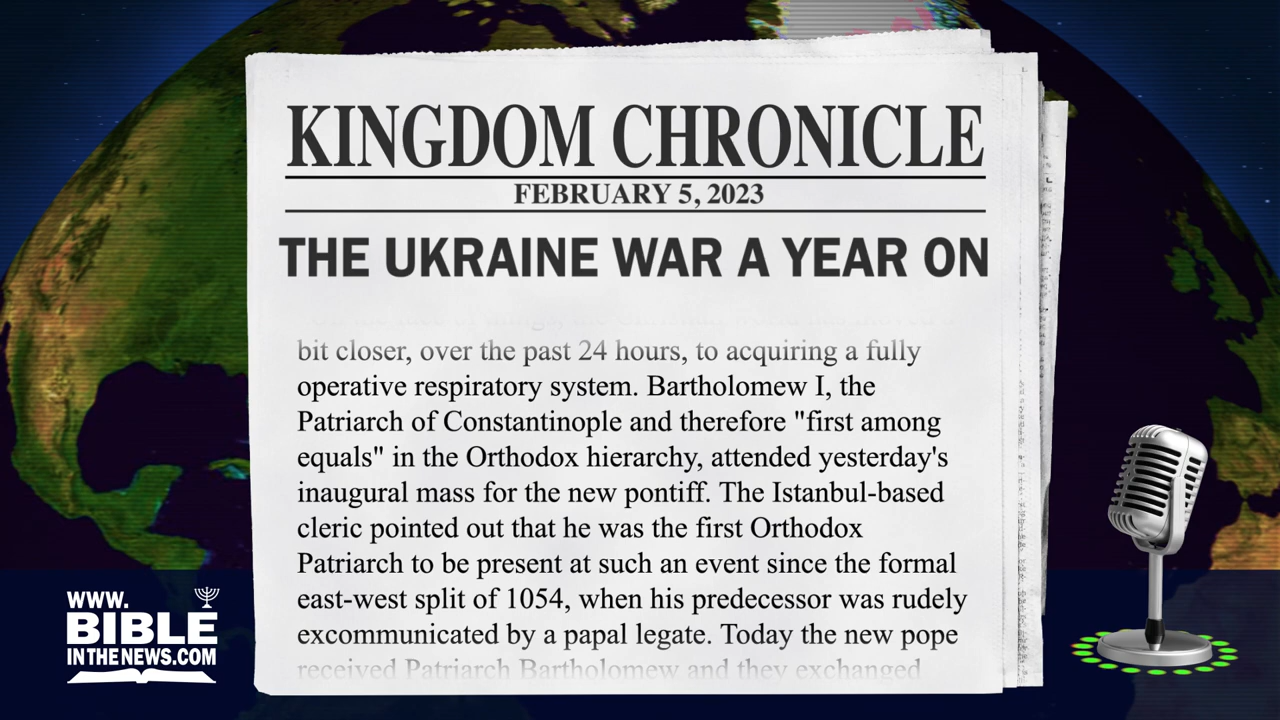 KINGDOM CHRONICLE
FEBRUARY 5, 2023
THE UKRAINE WAR A YEAR ON
bit closer, over the past 24 hours, to acquiring a fully
operative respiratory system. Bartholomew I, the
Patriarch of Constantinople and therefore "first among
equals" in the Orthodox hierarchy, attended yesterday's
inaugural mass for the new pontiff. The Istanbul-based
cleric pointed out that he was the first Orthodox
Patriarch to be present at such an event since the formal
east-west split of 1054, when his predecessor was rudely
excommunicated by a papal legate. Today the new pope
received Patriarch Bartholomew and they exchanged
WWW.
BIBLE
INTHENEWS.COM